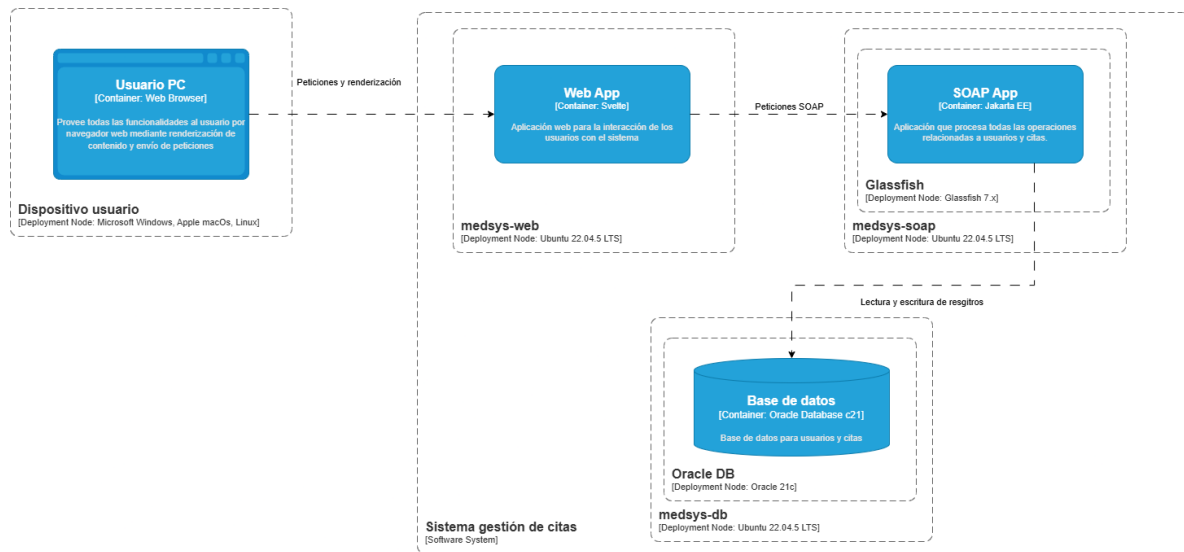 Usuario PC
[Container: Web Browser]
Provee todas las funcionalidades al usuario por
navegador web mediante renderización de
contenido y envío de peticiones
Dispositivo usuario
[Deployment Node: Microsoft Windows, Apple macOs, Linux]
Peticiones y renderización
Web App
[Container: Svelte]
Aplicación web para la interacción de los
usuarios con el sistema
medsys-web
[Deployment Node: Ubuntu 22.04.5 LTS]
Peticiones SOAP
SOAP App
[Container: Jakarta EE]
Aplicación que procesa todas las operaciones
relacionadas a usuarios y citas.
Glassfish
[Deployment Node: Glassfish 7.x]
medsys-soap
[Deployment Node: Ubuntu 22.04.5 LTS]
Lectura y escritura de resgitros
Base de datos
[Container: Oracle Database c21]
Base de datos para usuarios y citas
Oracle DB
[Deployment Node: Oracle 21c]
medsys-db
[Deployment Node: Ubuntu 22.04.5 LTS]
Sistema gestión de citas
[Software System]